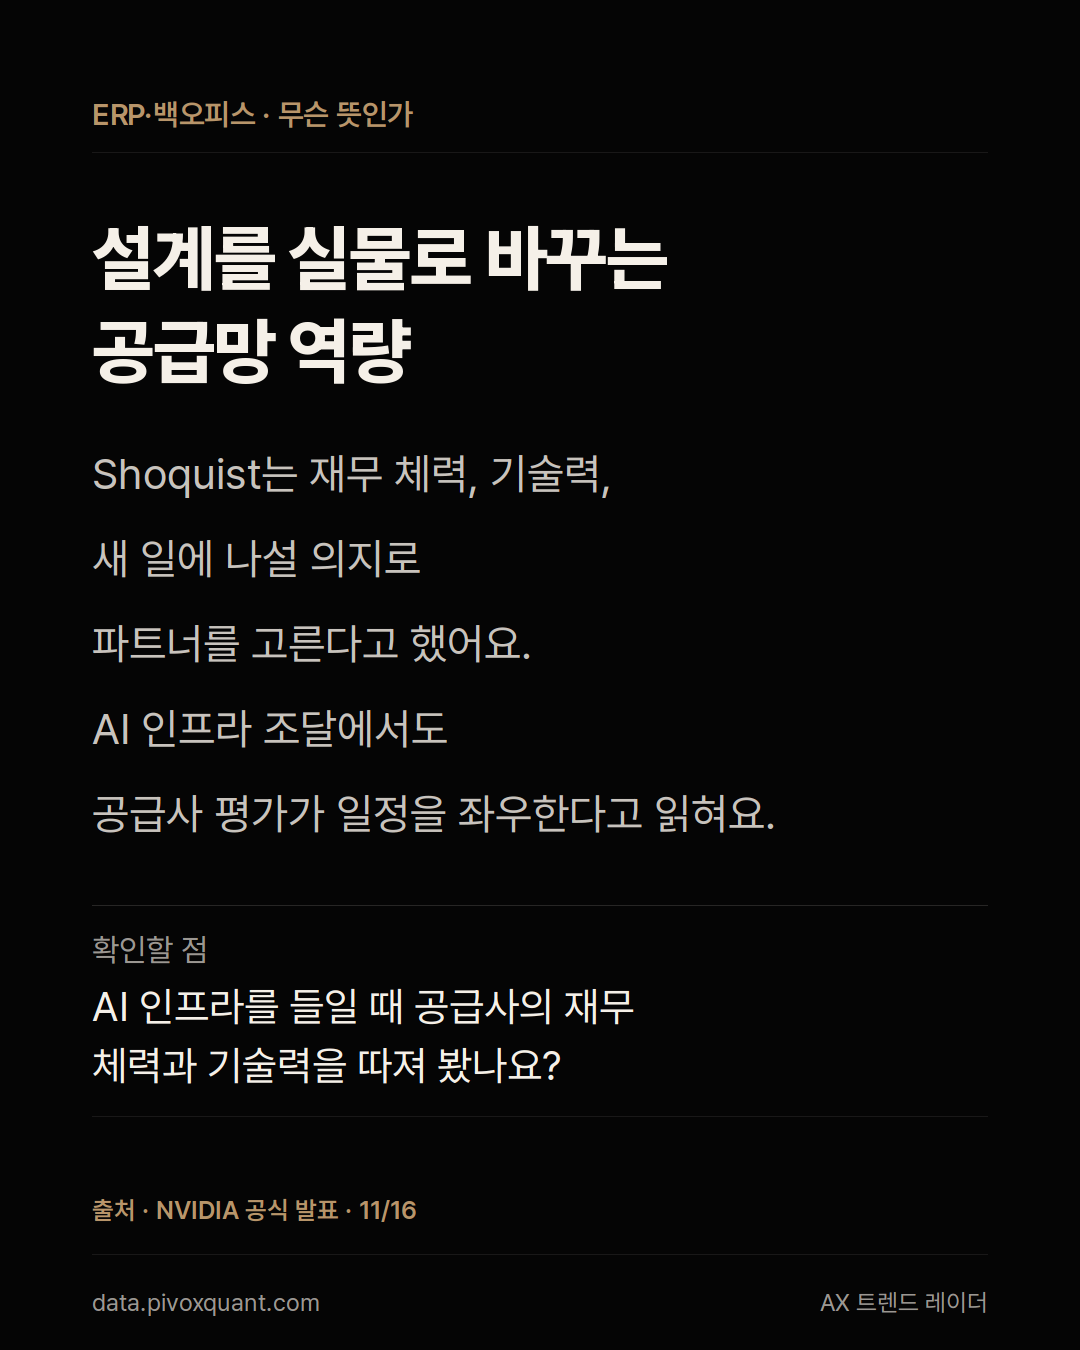 ERP·백오피스 · 무슨 뜻인가
설계를 실물로 바꾸는
공급망 역량
Shoquist는 재무 체력, 기술력,
새 일에 나설 의지로
파트너를 고른다고 했어요.
AI 인프라 조달에서도
공급사 평가가 일정을 좌우한다고 읽혀요.
확인할 점
AI 인프라를 들일 때 공급사의 재무
체력과 기술력을 따져 봤나요?
출처 · NVIDIA 공식 발표 · 11/16
data.pivoxquant.com
AX 트렌드 레이더